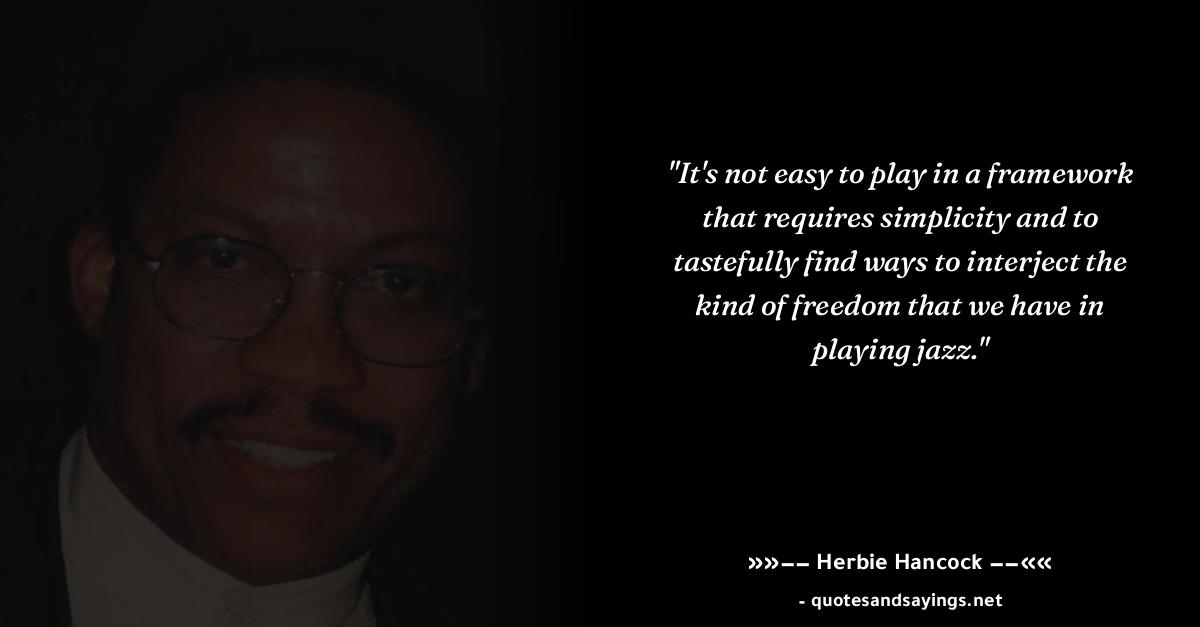 "It's not easy to play in a framework
that requires simplicity and to
tastefully find ways to interject the
kind of freedom that we have in
playing jazz."
»»−− Herbie Hancock −−««
- quotesandsayings.net